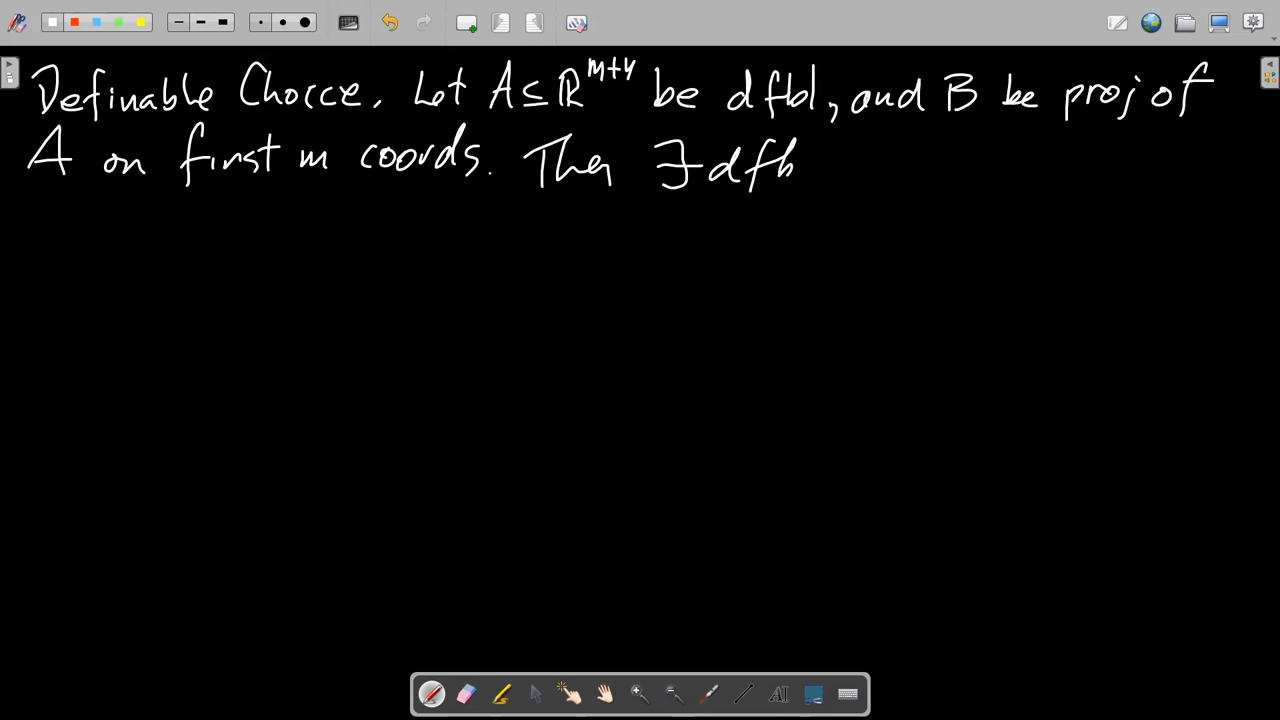 Definable Choice. Let A ⊆ ℝ^{m+n} be dfbl, and B be proj of
A on first m coords. Then ∃ dfb